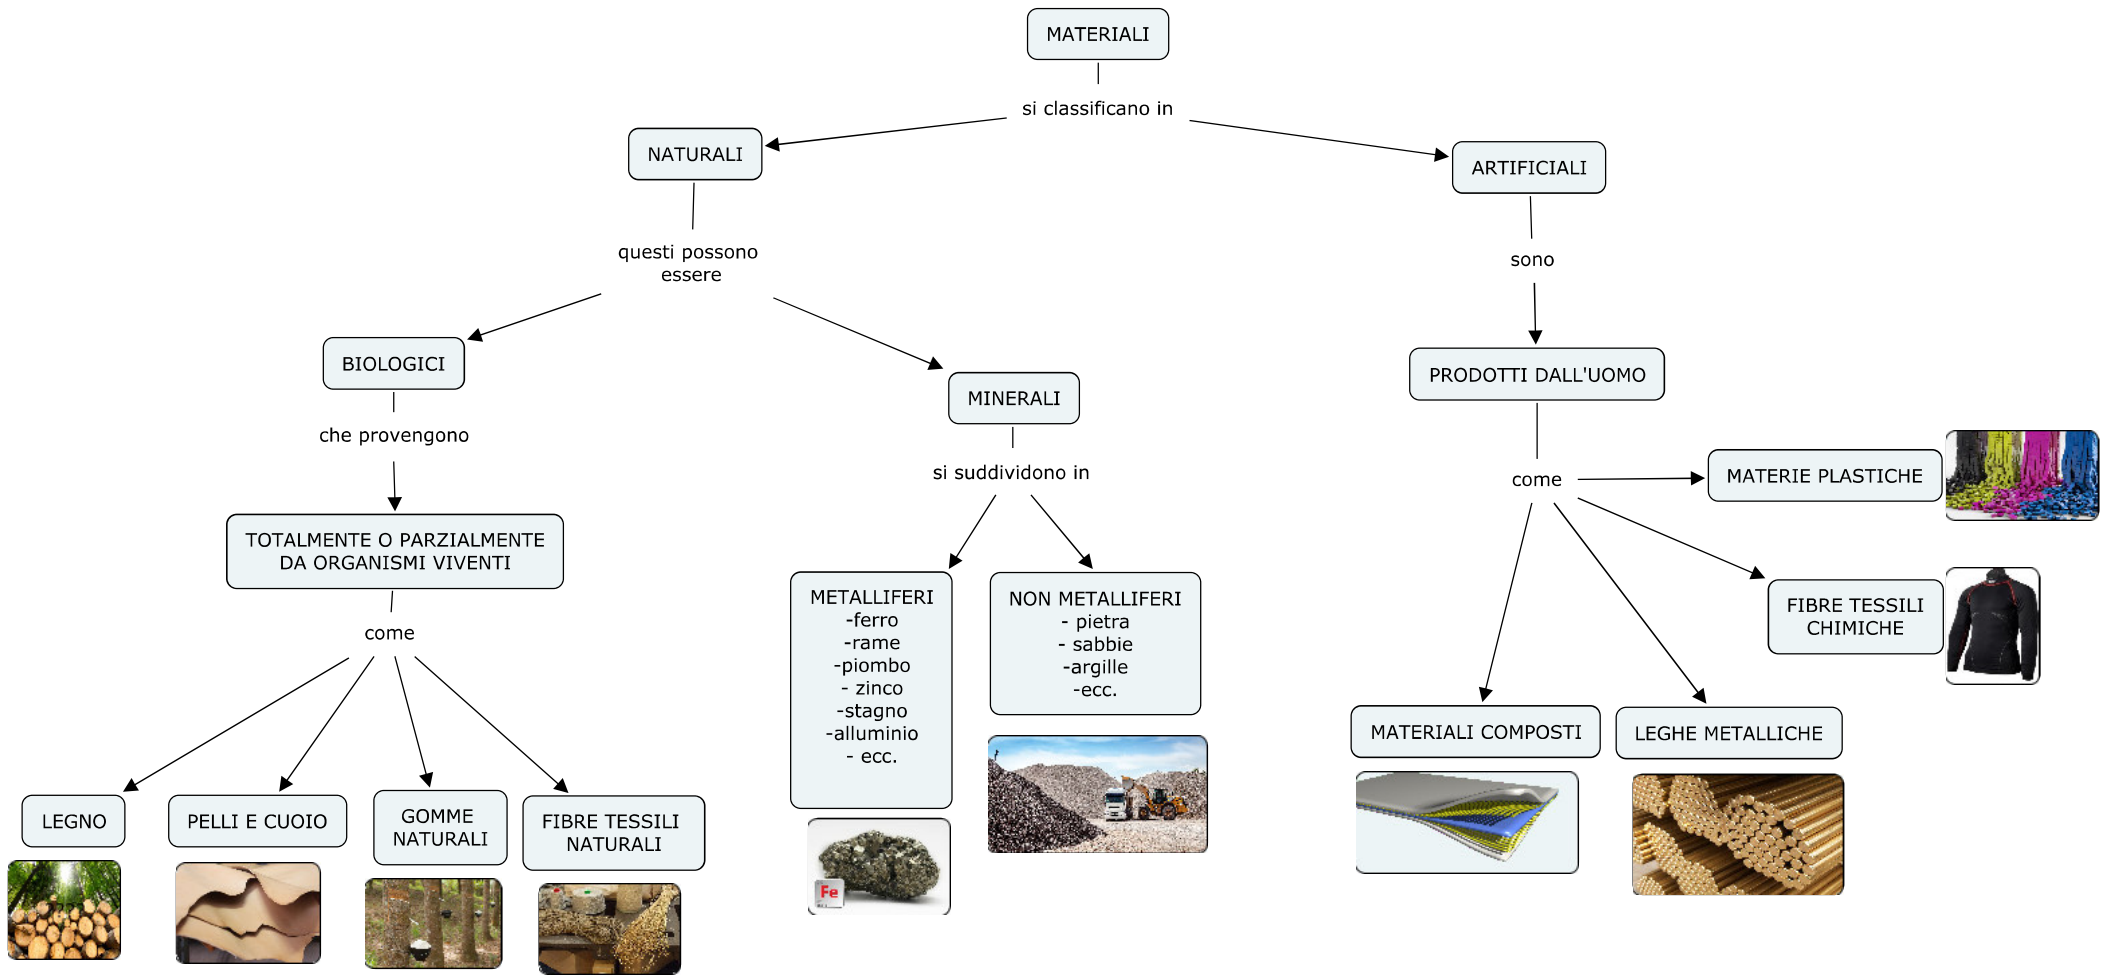 MATERIALI
si classificano in
NATURALI
ARTIFICIALI
questi possono
essere
sono
BIOLOGICI
MINERALI
PRODOTTI DALL'UOMO
che provengono
si suddividono in
come
MATERIE PLASTICHE
TOTALMENTE O PARZIALMENTE
DA ORGANISMI VIVENTI
come
METALLIFERI
-ferro
-rame
-piombo
- zinco
-stagno
-alluminio
- ecc.
NON METALLIFERI
- pietra
- sabbie
-argille
-ecc.
FIBRE TESSILI
CHIMICHE
MATERIALI COMPOSTI
LEGHE METALLICHE
LEGNO
PELLI E CUOIO
GOMME
NATURALI
FIBRE TESSILI
NATURALI
Fe